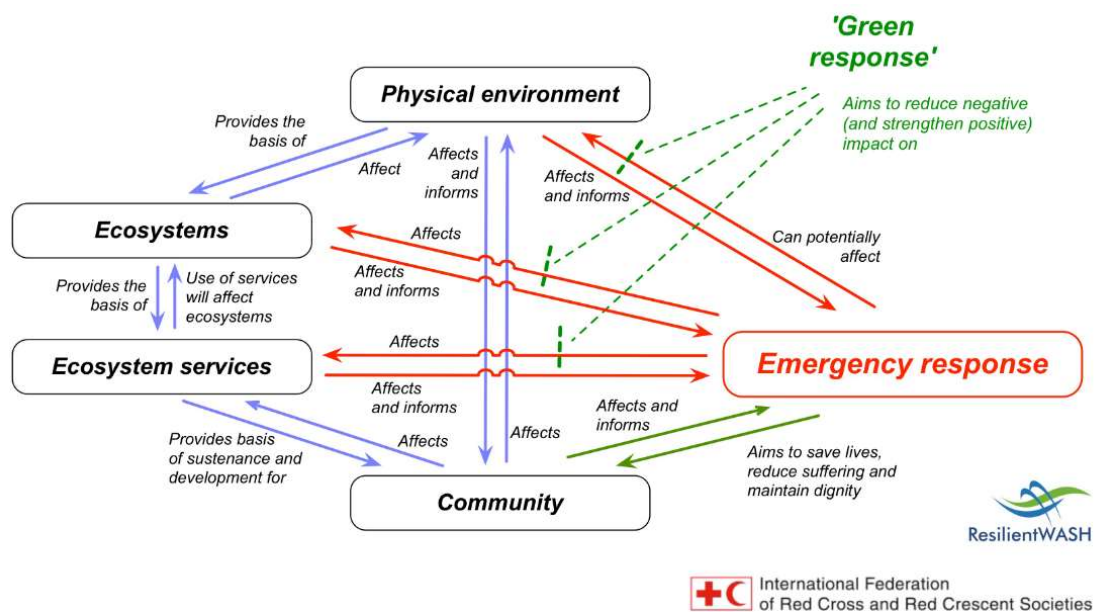 'Green
response'
Physical environment
Aims to reduce negative
(and strengthen positive)
impact on
Provides the
basis of
Affect
Affects
and
informs
Affects
and informs
Ecosystems
Affects
Can potentially
affect
Provides the
basis of
Use of services
will affect
ecosystems
Affects
and informs
Ecosystem services
Affects
Emergency response
Affects
and informs
Affects and
informs
Provides basis
of sustenance and
development for
Affects
Affects
Aims to save lives,
reduce suffering and
maintain dignity
Community
ResilientWASH
International Federation
of Red Cross and Red Crescent Societies